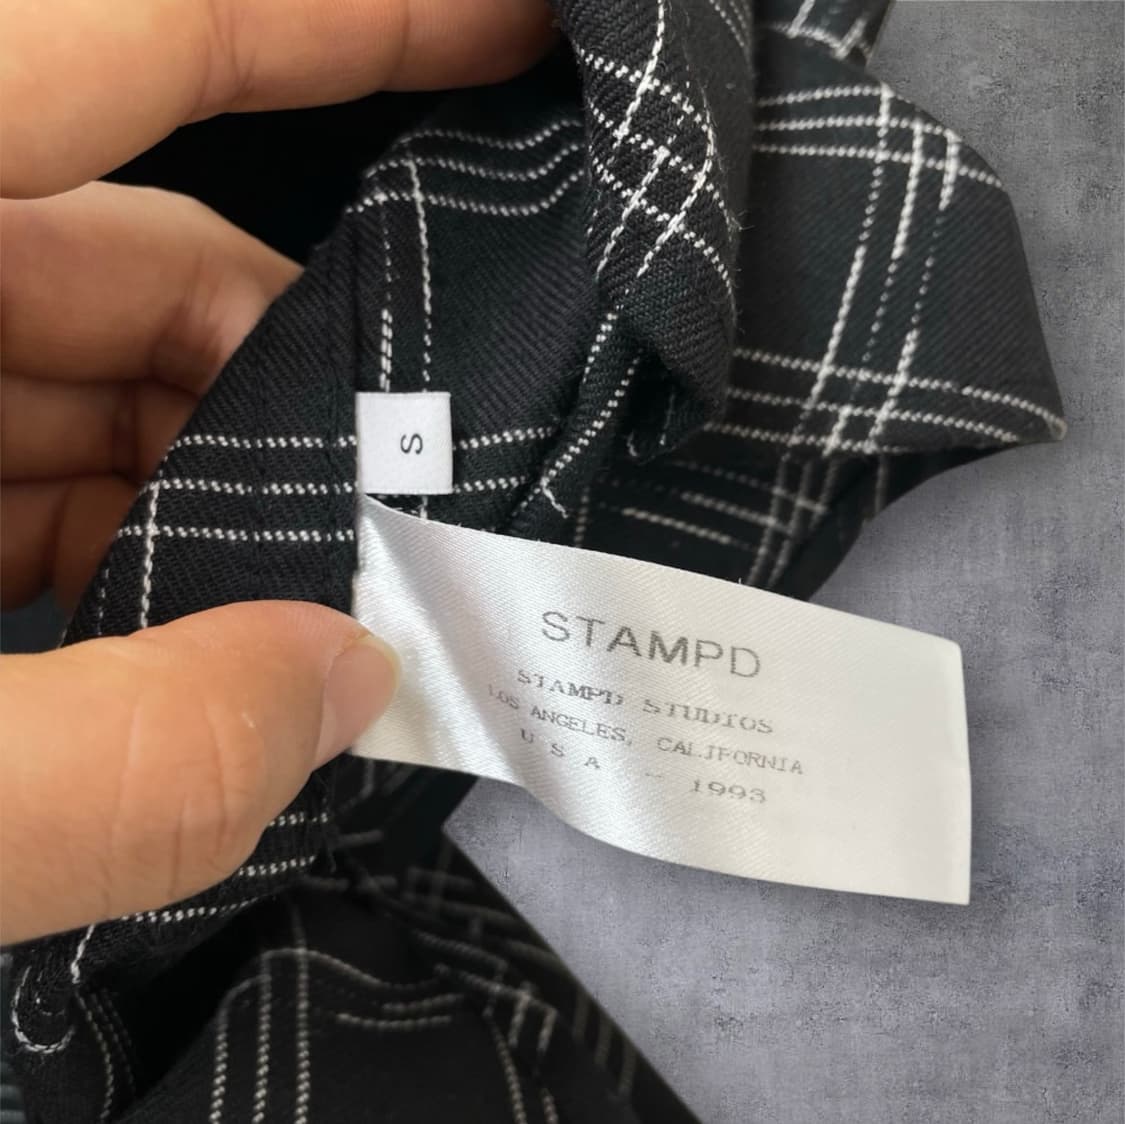 S
STAMPD
STAMPD STUDIOS
LOS ANGELES, CALIFORNIA
U S A - 1993